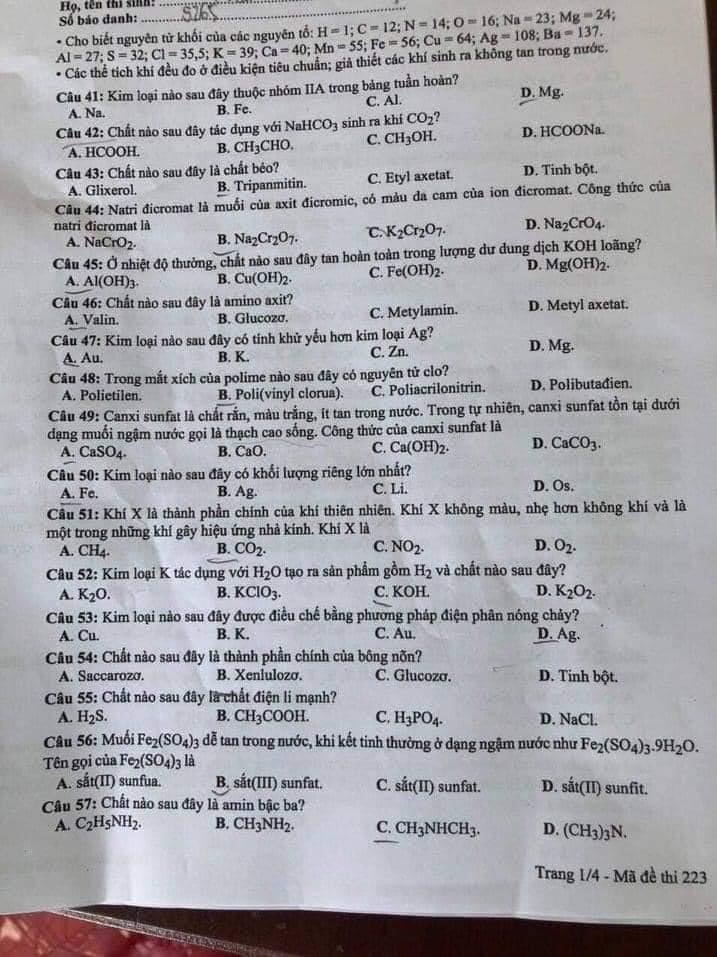 Họ, tên thí sinh: ..........
Số báo danh: .......... 5265
• Cho biết nguyên tử khối của các nguyên tố: H = 1; C = 12; N = 14; O = 16; Na = 23; Mg = 24;
Al = 27; S = 32; Cl = 35,5; K = 39; Ca = 40; Mn = 55; Fe = 56; Cu = 64; Ag = 108; Ba = 137.
• Các thể tích khí đều đo ở điều kiện tiêu chuẩn; giả thiết các khí sinh ra không tan trong nước.
Câu 41: Kim loại nào sau đây thuộc nhóm IIA trong bảng tuần hoàn?
A. Na. B. Fe. C. Al. D. Mg.
Câu 42: Chất nào sau đây tác dụng với NaHCO₃ sinh ra khí CO₂?
A. HCOOH. B. CH₃CHO. C. CH₃OH. D. HCOONa.
Câu 43: Chất nào sau đây là chất béo?
A. Glixerol. B. Tripanmitin. C. Etyl axetat. D. Tinh bột.
Câu 44: Natri đicromat là muối của axit đicromic, có màu da cam của ion đicromat. Công thức của
natri đicromat là
A. NaCrO₂. B. Na₂Cr₂O₇. C. K₂Cr₂O₇. D. Na₂CrO₄.
Câu 45: Ở nhiệt độ thường, chất nào sau đây tan hoàn toàn trong lượng dư dung dịch KOH loãng?
A. Al(OH)₃. B. Cu(OH)₂. C. Fe(OH)₂. D. Mg(OH)₂.
Câu 46: Chất nào sau đây là amino axit?
A. Valin. B. Glucozơ. C. Metylamin. D. Metyl axetat.
Câu 47: Kim loại nào sau đây có tính khử yếu hơn kim loại Ag?
A. Au. B. K. C. Zn. D. Mg.
Câu 48: Trong mắt xích của polime nào sau đây có nguyên tử clo?
A. Polietilen. B. Poli(vinyl clorua). C. Poliacrilonitrin. D. Polibutađien.
Câu 49: Canxi sunfat là chất rắn, màu trắng, ít tan trong nước. Trong tự nhiên, canxi sunfat tồn tại dưới
dạng muối ngậm nước gọi là thạch cao sống. Công thức của canxi sunfat là
A. CaSO₄. B. CaO. C. Ca(OH)₂. D. CaCO₃.
Câu 50: Kim loại nào sau đây có khối lượng riêng lớn nhất?
A. Fe. B. Ag. C. Li. D. Os.
Câu 51: Khí X là thành phần chính của khí thiên nhiên. Khí X không màu, nhẹ hơn không khí và là
một trong những khí gây hiệu ứng nhà kính. Khí X là
A. CH₄. B. CO₂. C. NO₂. D. O₂.
Câu 52: Kim loại K tác dụng với H₂O tạo ra sản phẩm gồm H₂ và chất nào sau đây?
A. K₂O. B. KClO₃. C. KOH. D. K₂O₂.
Câu 53: Kim loại nào sau đây được điều chế bằng phương pháp điện phân nóng chảy?
A. Cu. B. K. C. Au. D. Ag.
Câu 54: Chất nào sau đây là thành phần chính của bông nõn?
A. Saccarozơ. B. Xenlulozơ. C. Glucozơ. D. Tinh bột.
Câu 55: Chất nào sau đây là chất điện li mạnh?
A. H₂S. B. CH₃COOH. C. H₃PO₄. D. NaCl.
Câu 56: Muối Fe₂(SO₄)₃ dễ tan trong nước, khi kết tinh thường ở dạng ngậm nước như Fe₂(SO₄)₃.9H₂O.
Tên gọi của Fe₂(SO₄)₃ là
A. sắt(II) sunfua. B. sắt(III) sunfat. C. sắt(II) sunfat. D. sắt(II) sunfit.
Câu 57: Chất nào sau đây là amin bậc ba?
A. C₂H₅NH₂. B. CH₃NH₂. C. CH₃NHCH₃. D. (CH₃)₃N.
Trang 1/4 - Mã đề thi 223